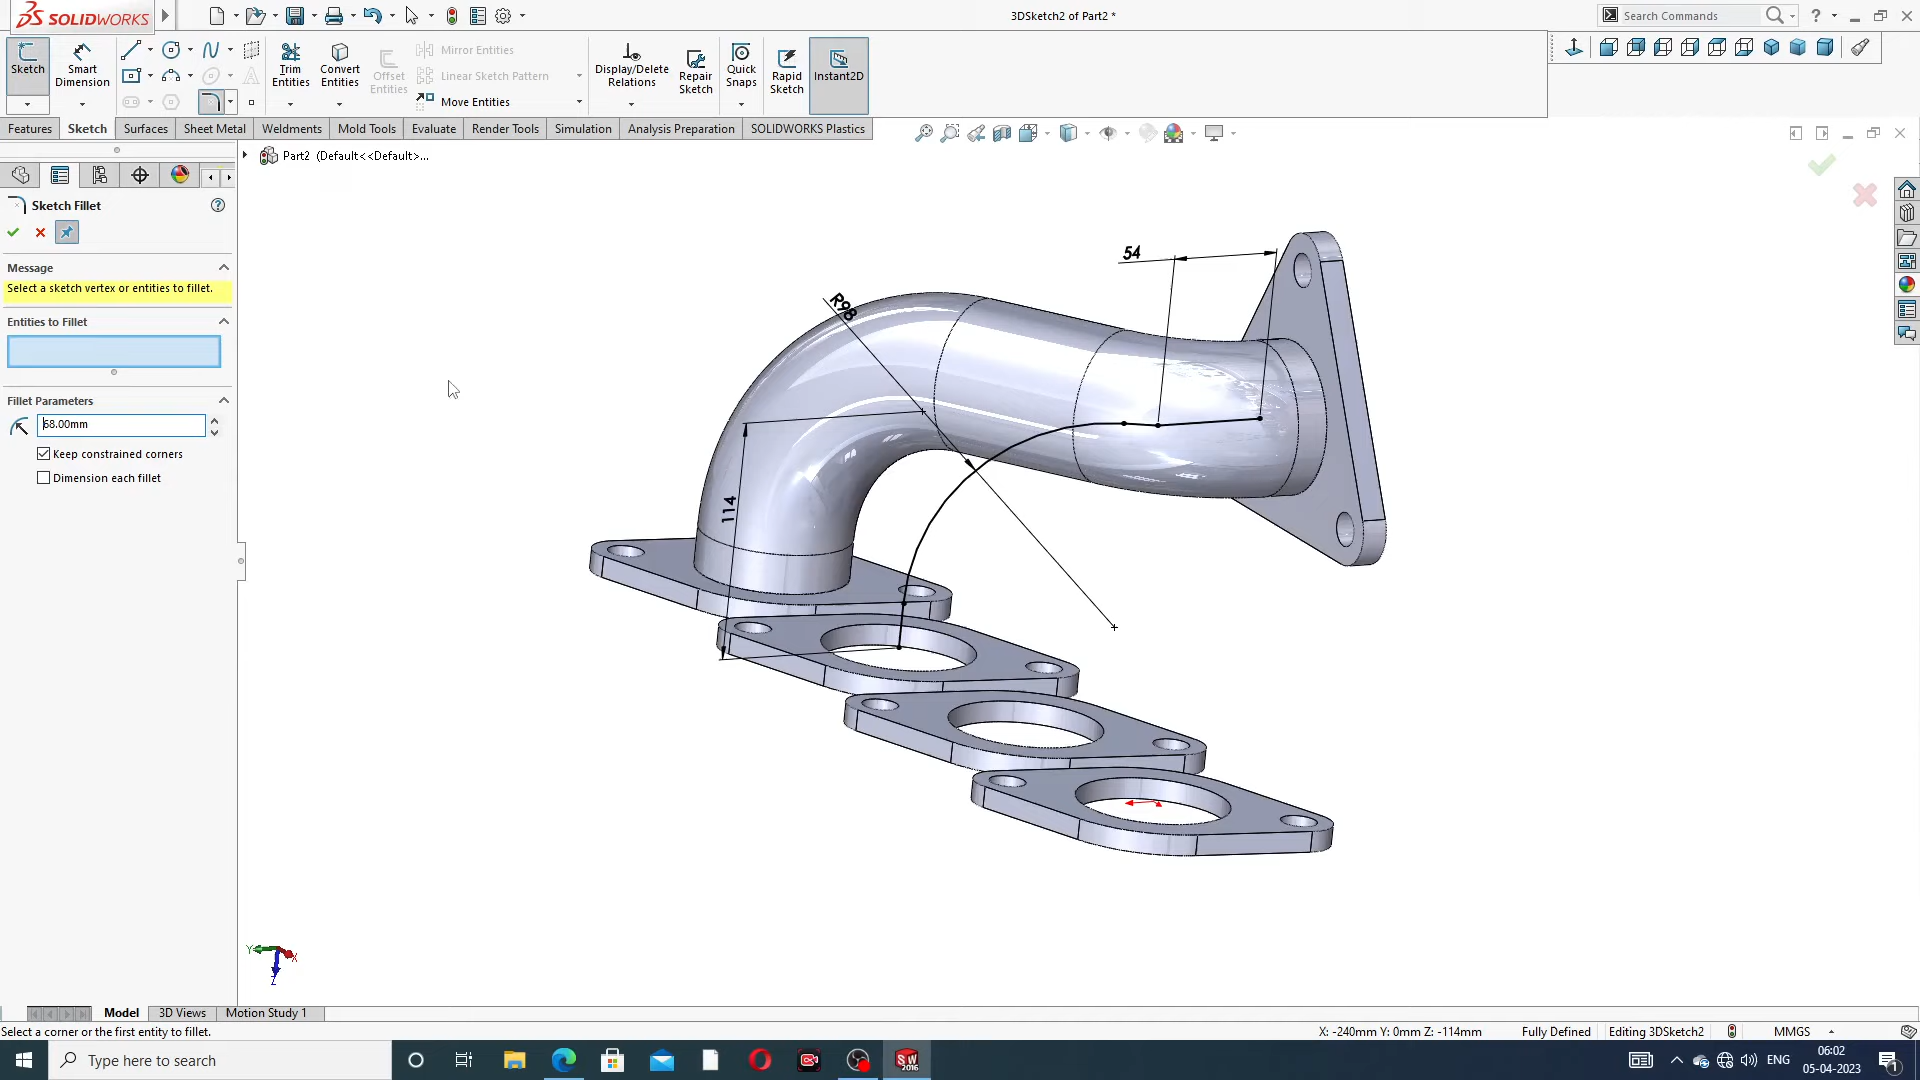 SOLIDWORKS
3DSketch2 of Part2 *
Search Commands
Sketch
Smart Dimension
Trim Entities
Convert Entities
Offset Entities
Mirror Entities
Linear Sketch Pattern
Move Entities
Display/Delete Relations
Repair Sketch
Quick Snaps
Rapid Sketch
Instant2D
Features
Sketch
Surfaces
Sheet Metal
Weldments
Mold Tools
Evaluate
Render Tools
Simulation
Analysis Preparation
SOLIDWORKS Plastics
Part2 (Default<<Default>...
Sketch Fillet
Message
Select a sketch vertex or entities to fillet.
Entities to Fillet
Fillet Parameters
68.00mm
Keep constrained corners
Dimension each fillet
54
R98
114
Y
X
Z
Model
3D Views
Motion Study 1
Select a corner or the first entity to fillet.
X: -240mm Y: 0mm Z: -114mm
Fully Defined
Editing 3DSketch2
MMGS
Type here to search
SW
2016
ENG
06:02
05-04-2023
1